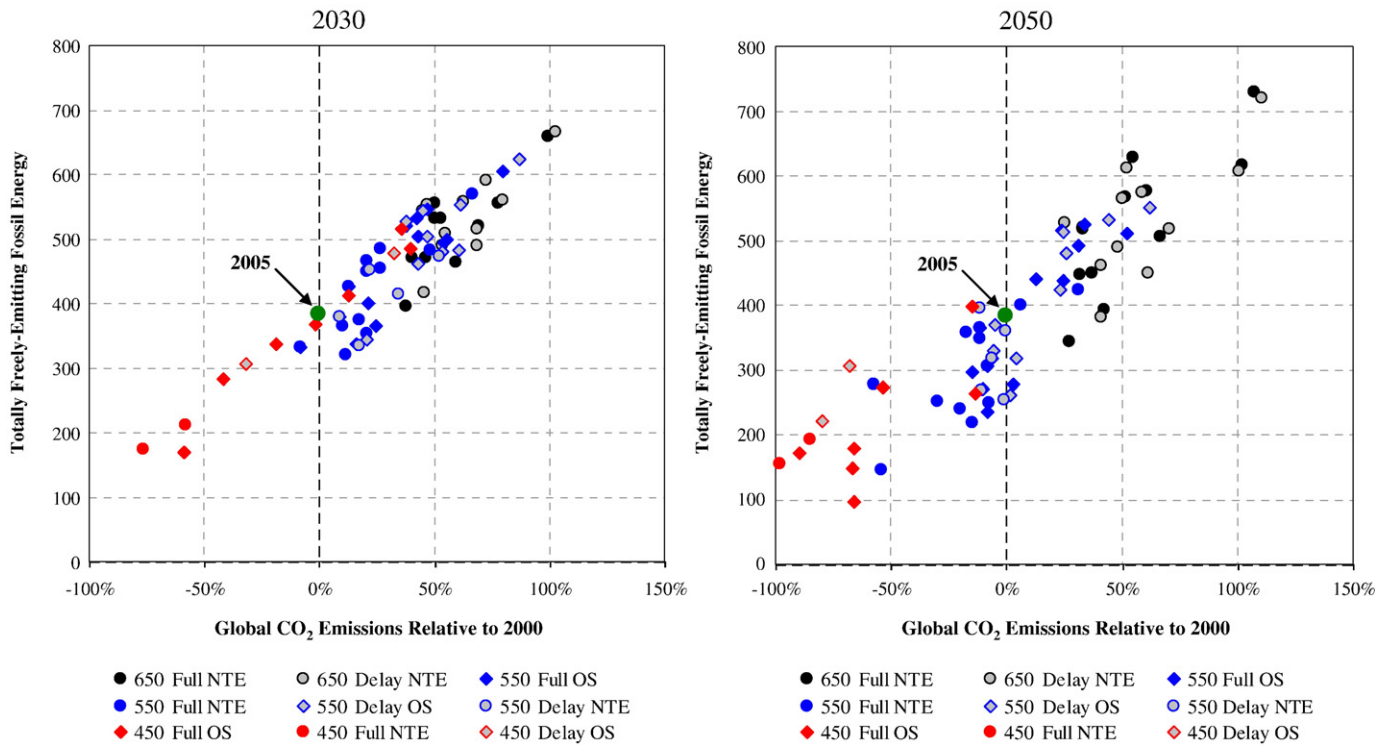 2030
Totally Freely-Emitting Fossil Energy
800
700
600
500
400
300
200
100
0
2005
-100% -50% 0% 50% 100% 150%
Global CO₂ Emissions Relative to 2000
650 Full NTE 650 Delay NTE 550 Full OS
550 Full NTE 550 Delay OS 550 Delay NTE
450 Full OS 450 Full NTE 450 Delay OS
2050
Totally Freely-Emitting Fossil Energy
800
700
600
500
400
300
200
100
0
2005
-100% -50% 0% 50% 100% 150%
Global CO₂ Emissions Relative to 2000
650 Full NTE 650 Delay NTE 550 Full OS
550 Full NTE 550 Delay OS 550 Delay NTE
450 Full OS 450 Full NTE 450 Delay OS